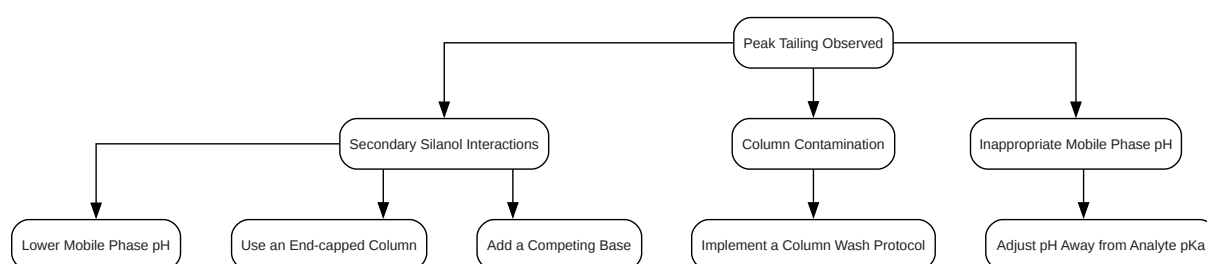 Peak Tailing Observed
Secondary Silanol Interactions
Column Contamination
Inappropriate Mobile Phase pH
Lower Mobile Phase pH
Use an End-capped Column
Add a Competing Base
Implement a Column Wash Protocol
Adjust pH Away from Analyte pKa